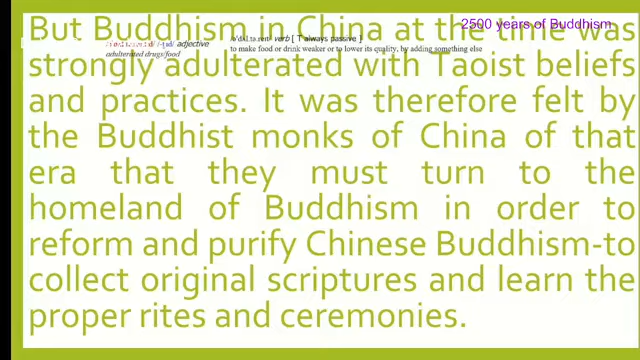 2500 years of Buddhism
But Buddhism in China at the time was
adjective
verb [ T always passive ]
to make food or drink weaker or to lower its quality, by adding something else
adulterated drugs/food
strongly adulterated with Taoist beliefs
and practices. It was therefore felt by
the Buddhist monks of China of that
era that they must turn to the
homeland of Buddhism in order to
reform and purify Chinese Buddhism-to
collect original scriptures and learn the
proper rites and ceremonies.